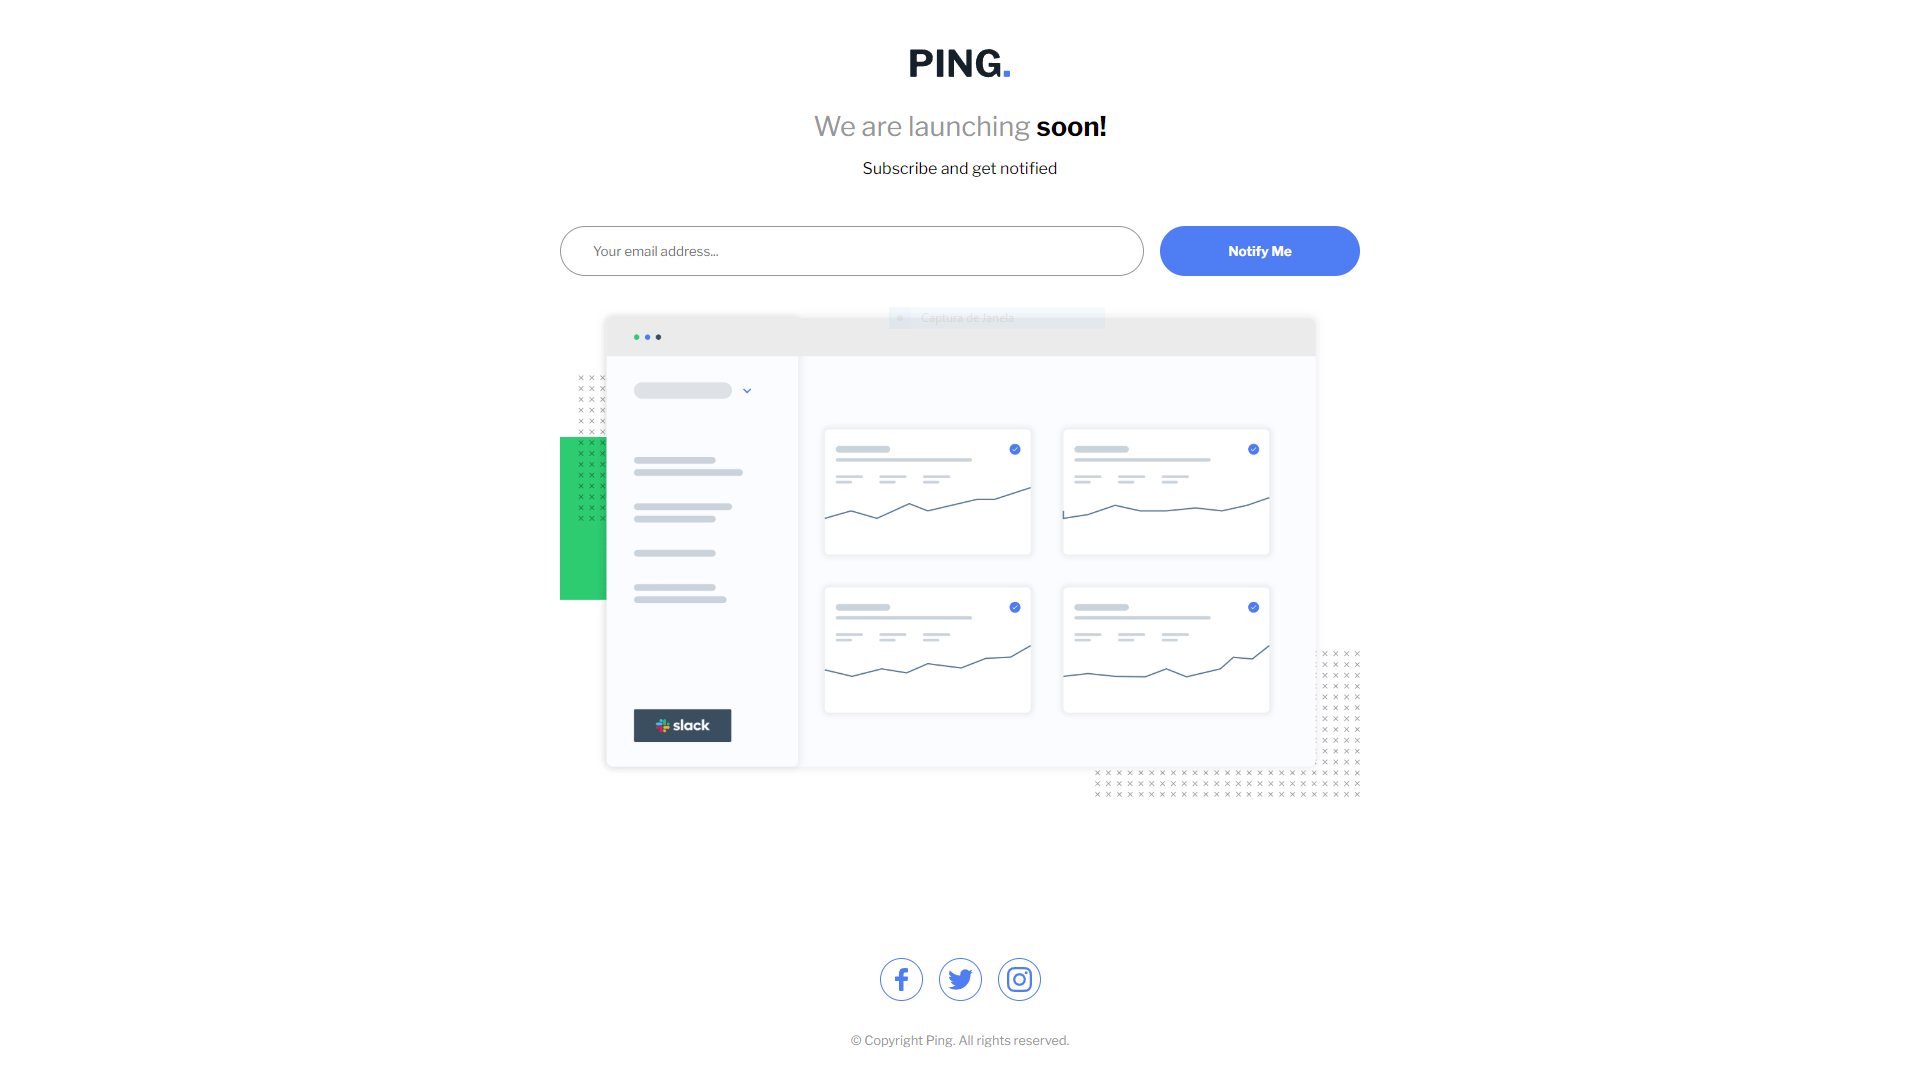 PING.
We are launching soon!
Subscribe and get notified
Your email address...
Notify Me
Captura de Janela
slack
© Copyright Ping. All rights reserved.